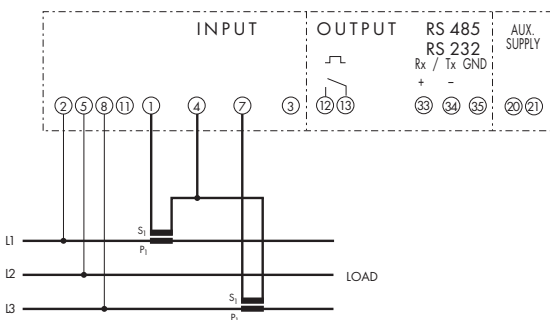 INPUT
OUTPUT
RS 485
RS 232
Rx / Tx GND
+ –
AUX.
SUPPLY
2 5 8 11 1 4 7 3 12 13 33 34 35 20 21
S1
L1
P1
L2
LOAD
S1
L3
P1